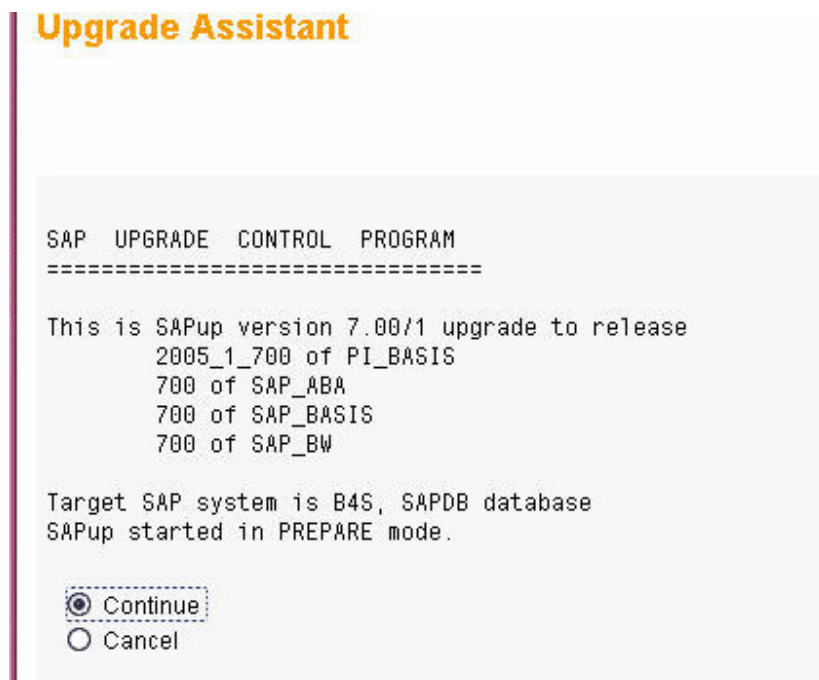 Upgrade Assistant
SAP UPGRADE CONTROL PROGRAM
================================
This is SAPup version 7.00/1 upgrade to release
2005_1_700 of PI_BASIS
700 of SAP_ABA
700 of SAP_BASIS
700 of SAP_BW
Target SAP system is B4S, SAPDB database
SAPup started in PREPARE mode.
Continue
Cancel